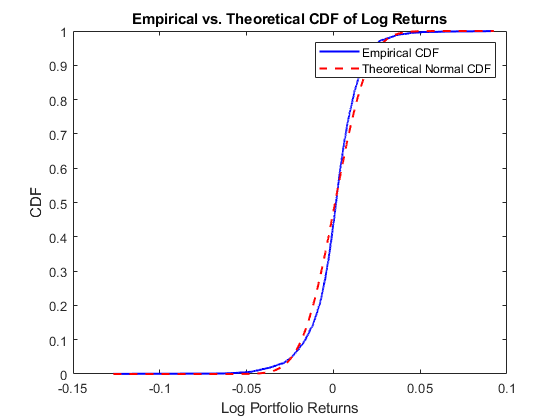 Empirical vs. Theoretical CDF of Log Returns
1
Empirical CDF
0.9
Theoretical Normal CDF
0.8
0.7
0.6
0.5
CDF
0.4
0.3
0.2
0.1
0
-0.15 -0.1 -0.05 0 0.05 0.1
Log Portfolio Returns